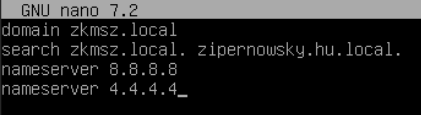 GNU nano 7.2
domain zkmsz.local
search zkmsz.local. zipernowsky.hu.local.
nameserver 8.8.8.8
nameserver 4.4.4.4_